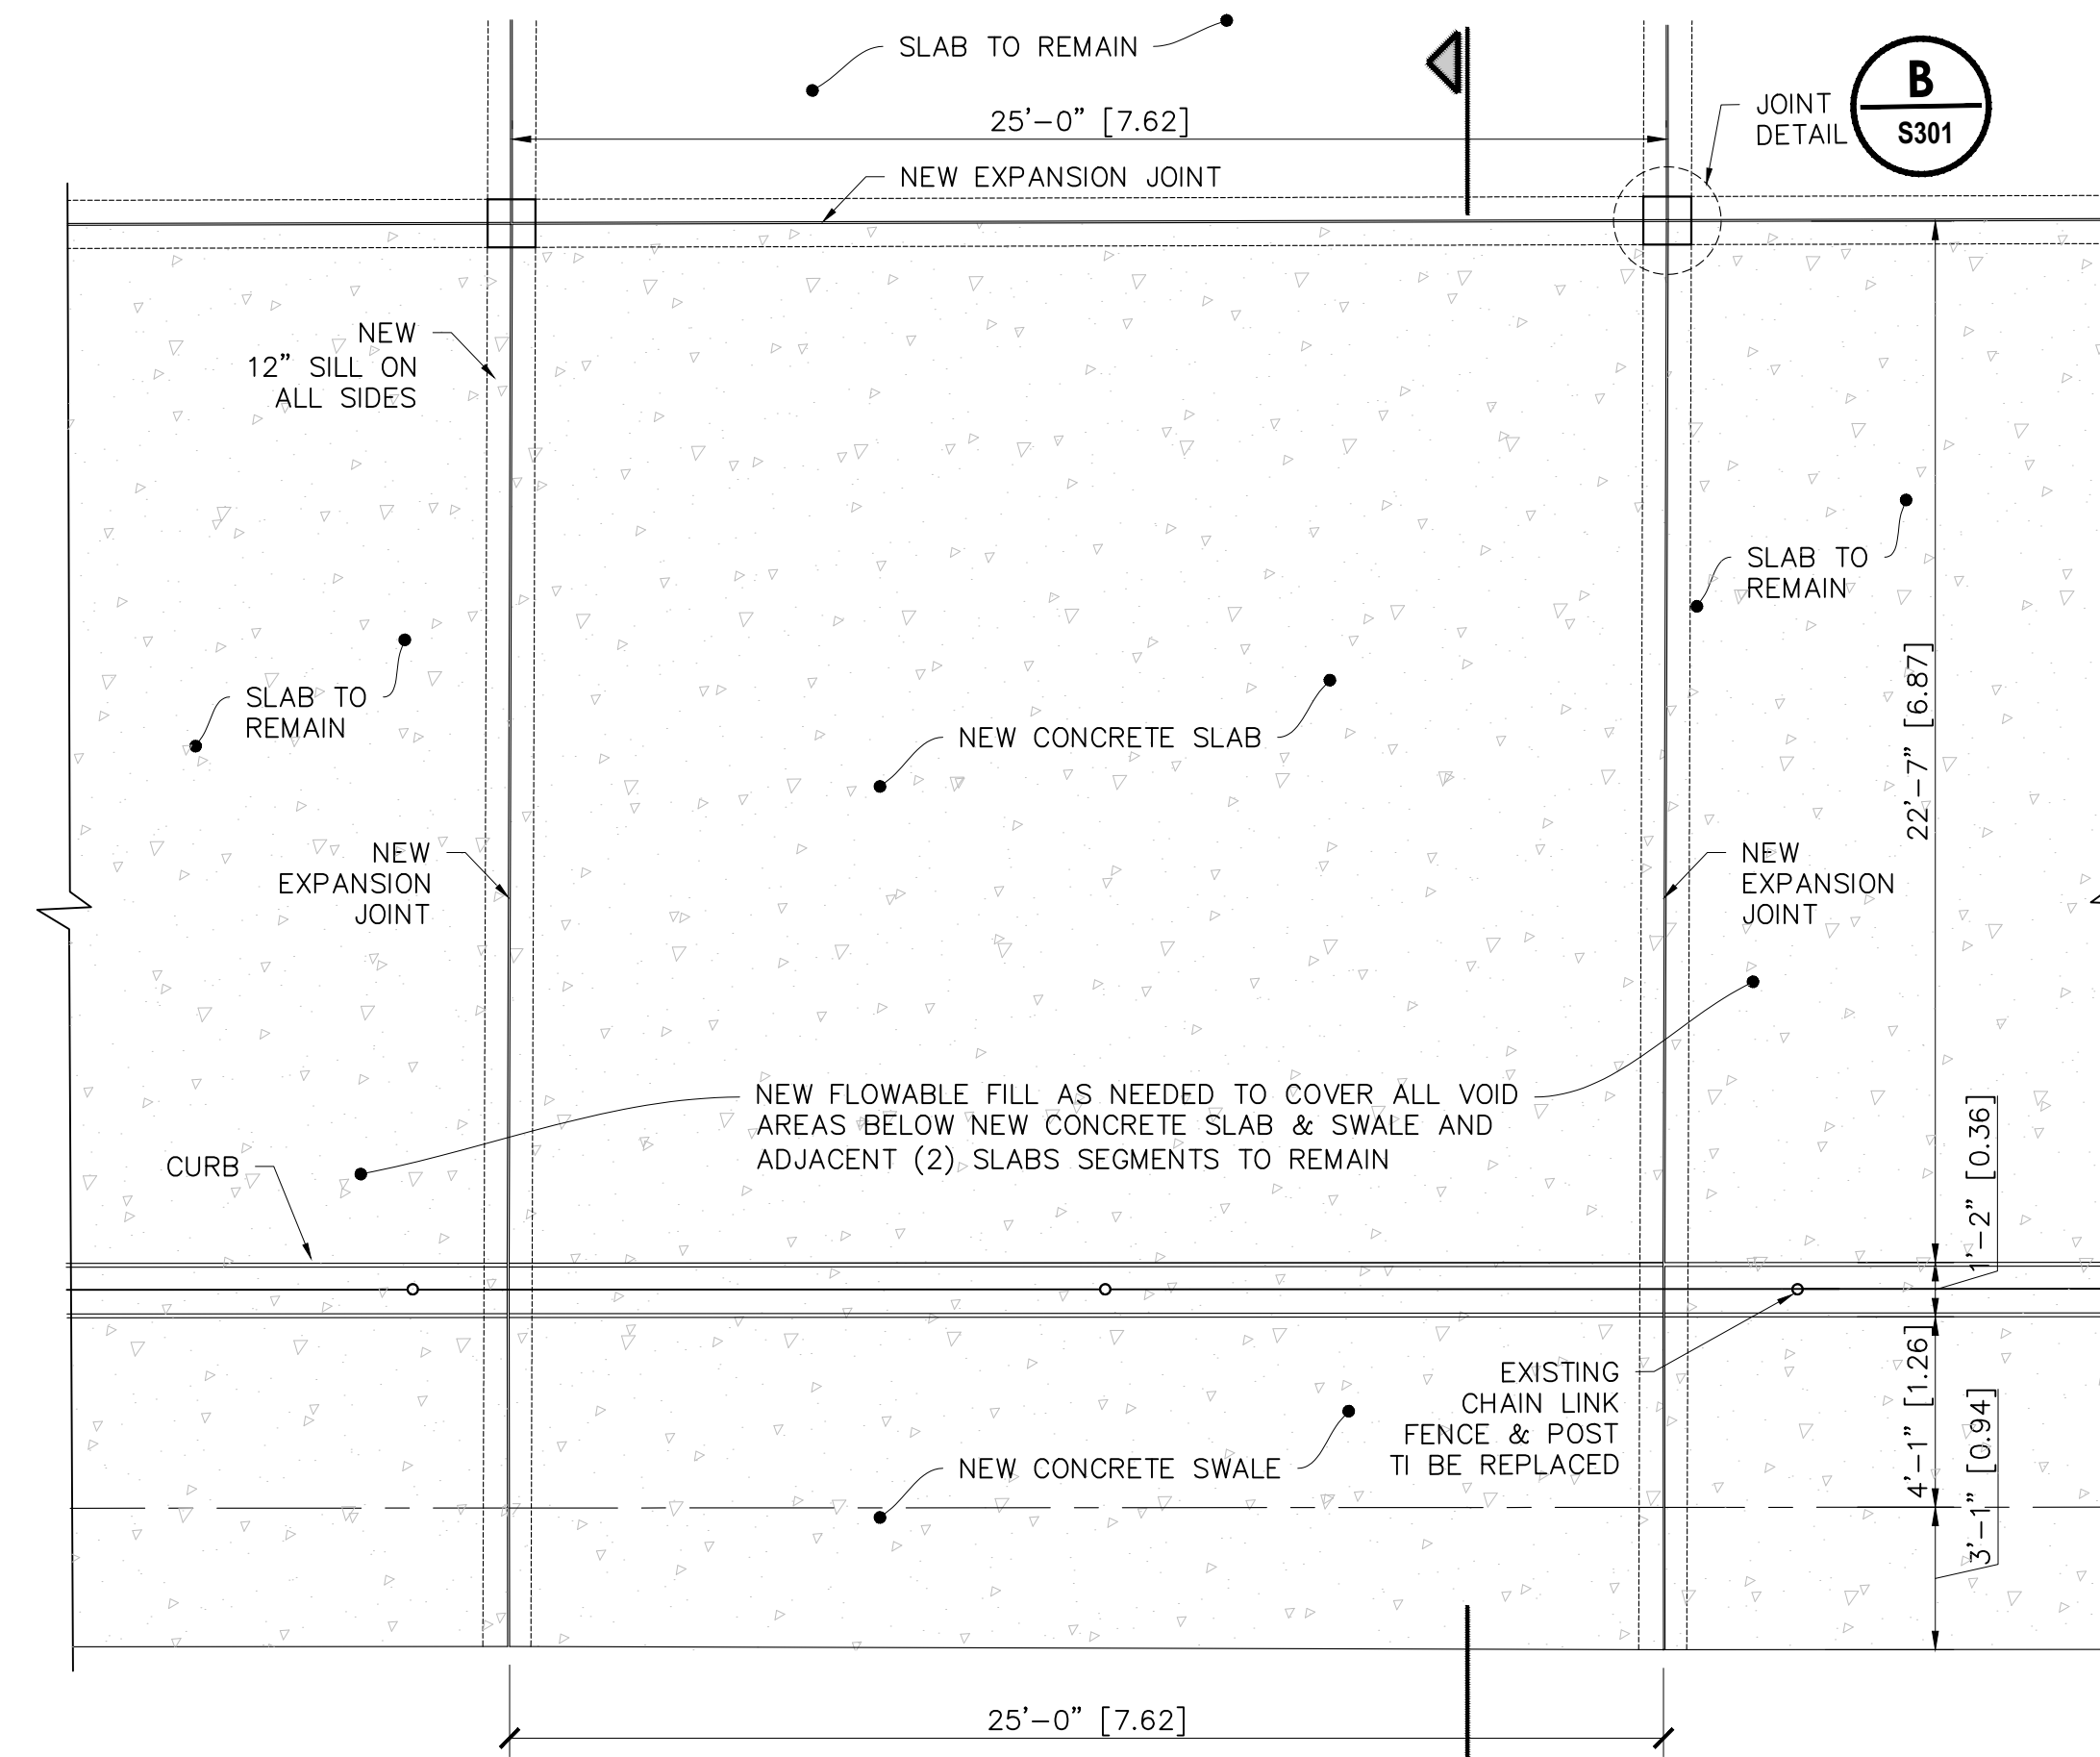 SLAB TO REMAIN
25'-0" [7.62]
NEW EXPANSION JOINT
JOINT
DETAIL
B
S301
NEW
12" SILL ON
ALL SIDES
SLAB TO
REMAIN
SLAB TO
REMAIN
22'-7" [6.87]
NEW CONCRETE SLAB
NEW
EXPANSION
JOINT
NEW
EXPANSION
JOINT
NEW FLOWABLE FILL AS NEEDED TO COVER ALL VOID
AREAS BELOW NEW CONCRETE SLAB & SWALE AND
ADJACENT (2) SLABS SEGMENTS TO REMAIN
CURB
1'-2" [0.36]
EXISTING
CHAIN LINK
FENCE & POST
TI BE REPLACED
4'-1" [1.26]
3'-1" [0.94]
NEW CONCRETE SWALE
25'-0" [7.62]